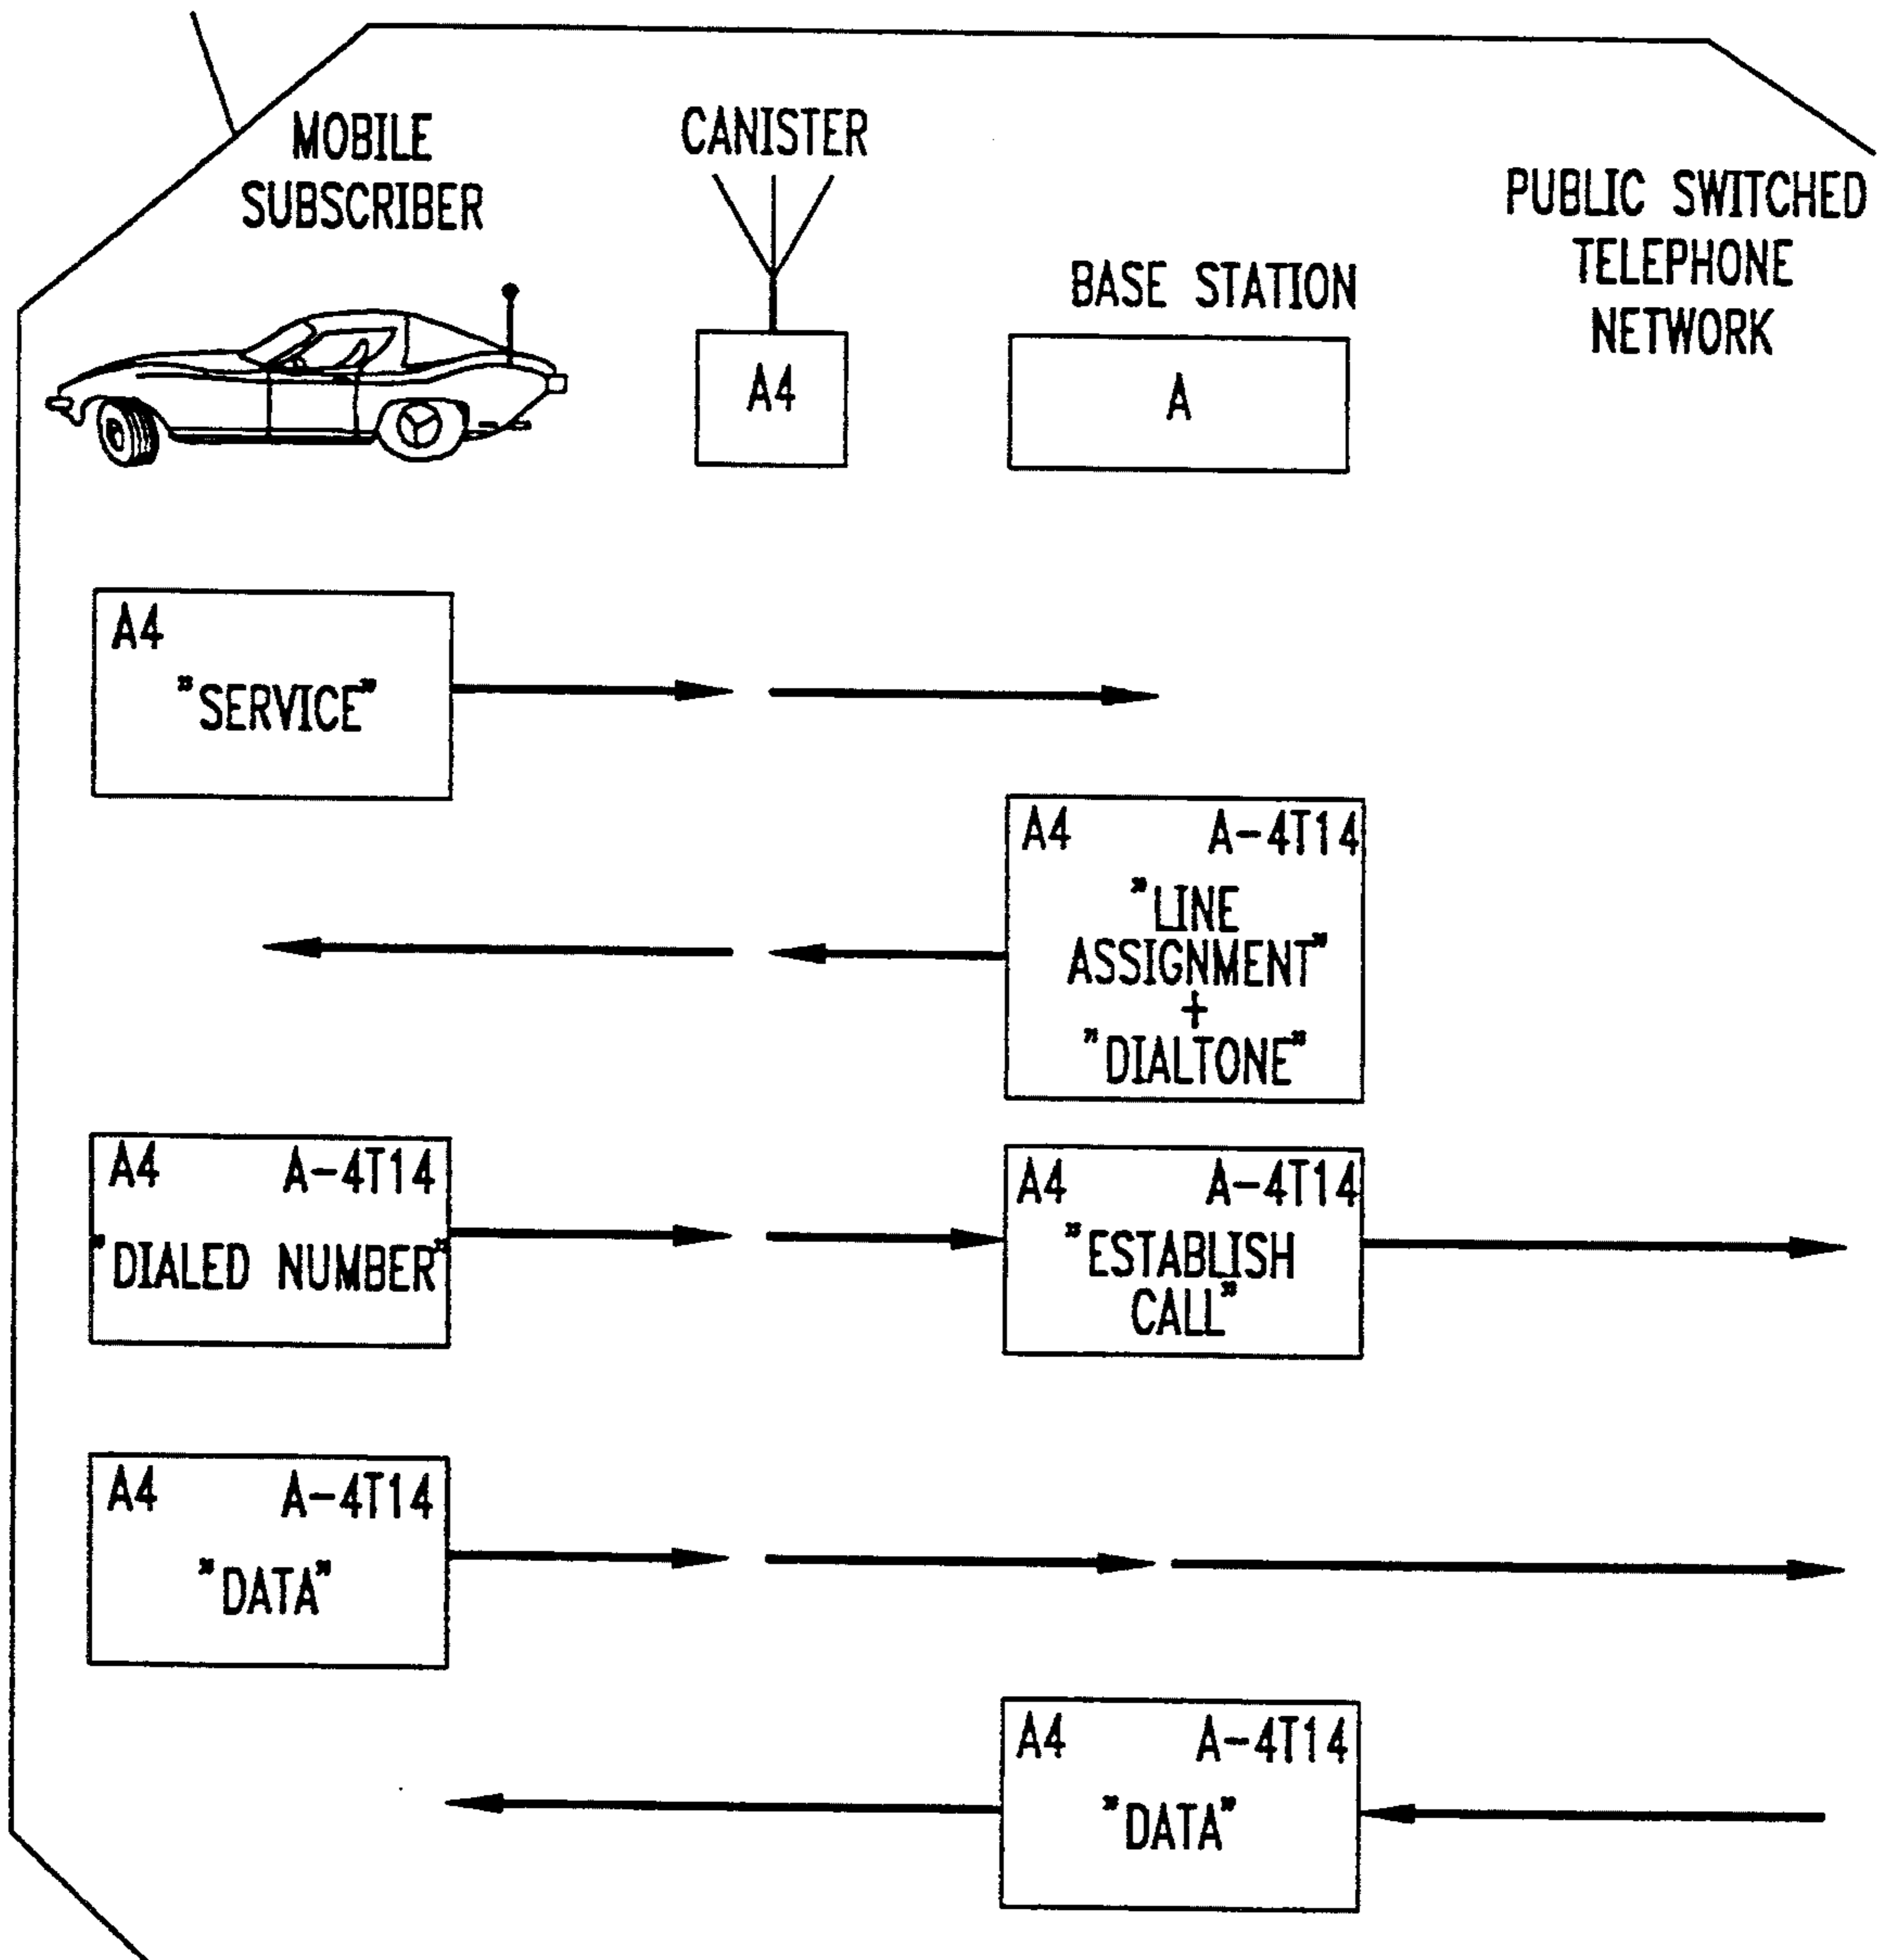 MOBILE
SUBSCRIBER
CANISTER
BASE STATION
PUBLIC SWITCHED
TELEPHONE
NETWORK
A4
A
A4
"SERVICE"
A4 A-4T14
"LINE
ASSIGNMENT"
+
"DIALTONE"
A4 A-4T14
"DIALED NUMBER"
A4 A-4T14
"ESTABLISH
CALL"
A4 A-4T14
"DATA"
A4 A-4T14
"DATA"